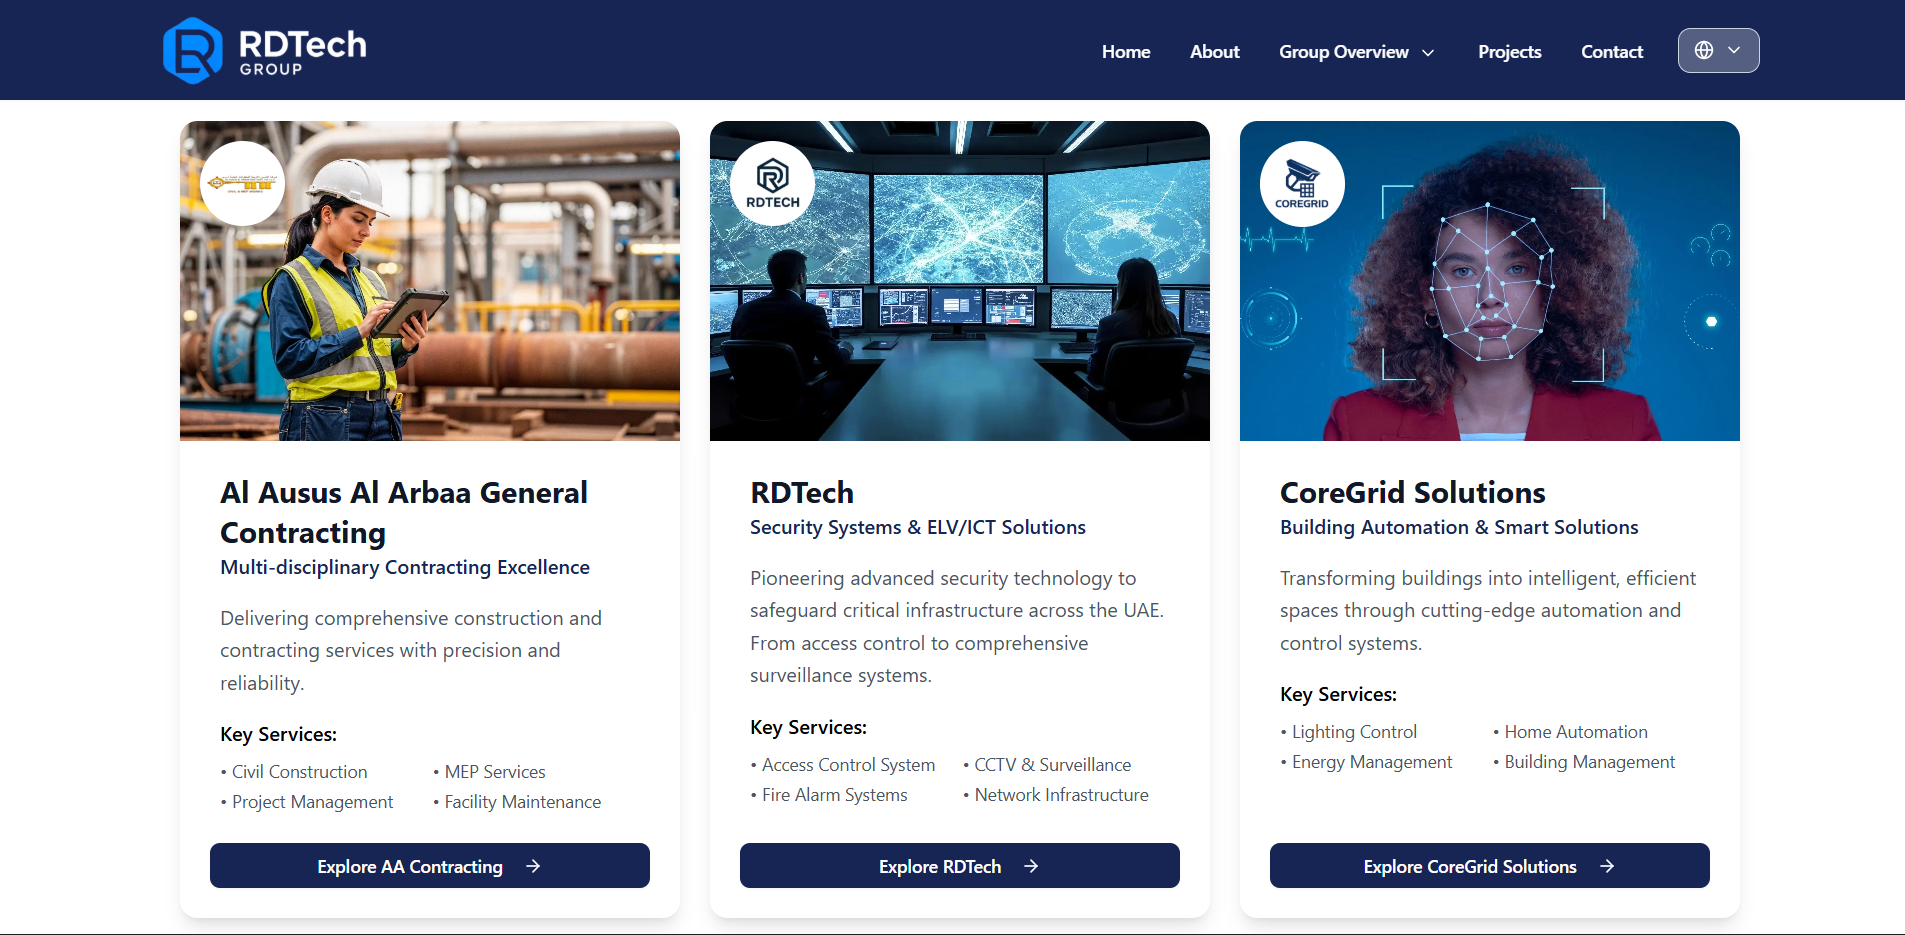 RDTech
GROUP
Home
About
Group Overview
Projects
Contact
RDTECH
COREGRID
Al Ausus Al Arbaa General
Contracting
Multi-disciplinary Contracting Excellence
Delivering comprehensive construction and
contracting services with precision and
reliability.
Key Services:
• Civil Construction
• MEP Services
• Project Management
• Facility Maintenance
Explore AA Contracting
RDTech
Security Systems & ELV/ICT Solutions
Pioneering advanced security technology to
safeguard critical infrastructure across the UAE.
From access control to comprehensive
surveillance systems.
Key Services:
• Access Control System
• CCTV & Surveillance
• Fire Alarm Systems
• Network Infrastructure
Explore RDTech
CoreGrid Solutions
Building Automation & Smart Solutions
Transforming buildings into intelligent, efficient
spaces through cutting-edge automation and
control systems.
Key Services:
• Lighting Control
• Home Automation
• Energy Management
• Building Management
Explore CoreGrid Solutions